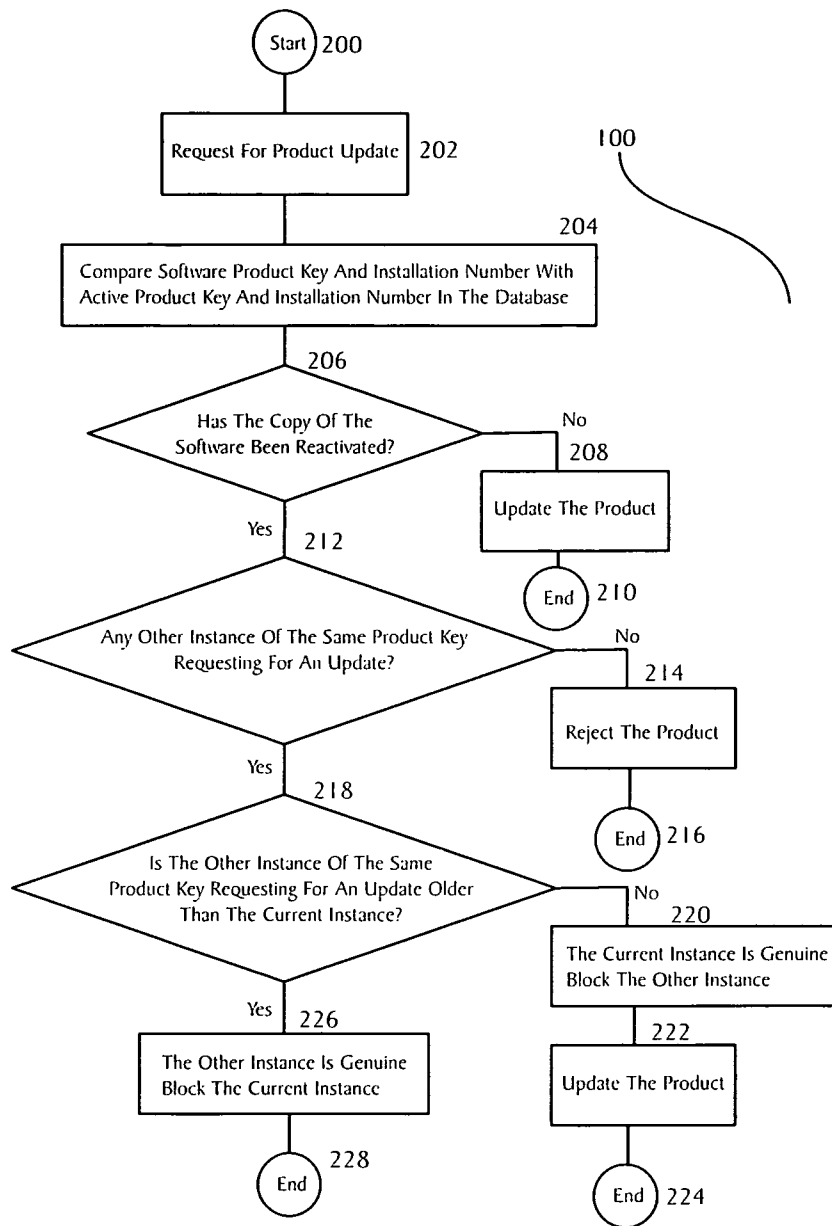 Start 200
Request For Product Update 202
100
204
Compare Software Product Key And Installation Number With
Active Product Key And Installation Number In The Database
206
Has The Copy Of The
Software Been Reactivated?
No
208
Update The Product
Yes
212
End 210
Any Other Instance Of The Same Product Key
Requesting For An Update?
No
214
Reject The Product
Yes
218
End 216
Is The Other Instance Of The Same
Product Key Requesting For An Update Older
Than The Current Instance?
No
220
The Current Instance Is Genuine
Block The Other Instance
Yes
226
222
The Other Instance Is Genuine
Block The Current Instance
Update The Product
End 228
End 224